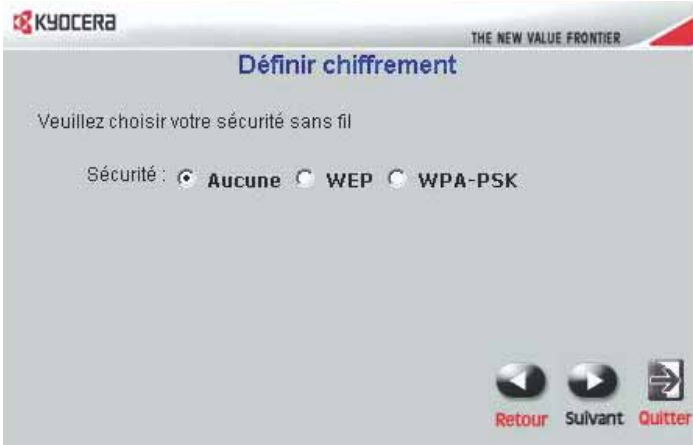 KYOCERA
THE NEW VALUE FRONTIER
Définir chiffrement
Veuillez choisir votre sécurité sans fil
Sécurité : Aucune WEP WPA-PSK
Retour Suivant Quitter